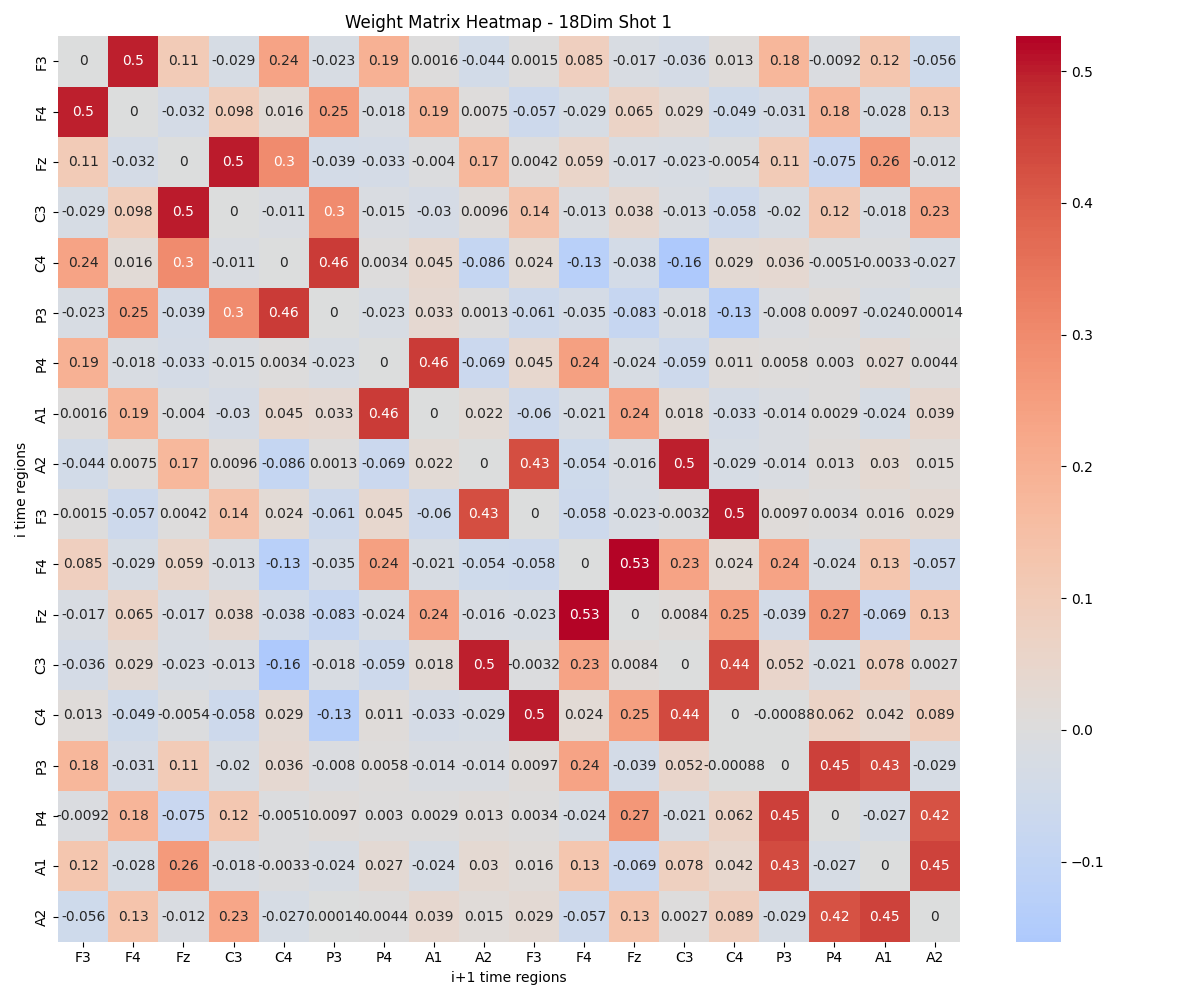 Weight Matrix Heatmap - 18Dim Shot 1
F3 0 0.5 0.11 -0.029 0.24 -0.023 0.19 0.0016 -0.044 0.0015 0.085 -0.017 -0.036 0.013 0.18 -0.0092 0.12 -0.056
F4 0.5 0 -0.032 0.098 0.016 0.25 -0.018 0.19 0.0075 -0.057 -0.029 0.065 0.029 -0.049 -0.031 0.18 -0.028 0.13
Fz 0.11 -0.032 0 0.5 0.3 -0.039 -0.033 -0.004 0.17 0.0042 0.059 -0.017 -0.023 -0.0054 0.11 -0.075 0.26 -0.012
C3 -0.029 0.098 0.5 0 -0.011 0.3 -0.015 -0.03 0.0096 0.14 -0.013 0.038 -0.013 -0.058 -0.02 0.12 -0.018 0.23
C4 0.24 0.016 0.3 -0.011 0 0.46 0.0034 0.045 -0.086 0.024 -0.13 -0.038 -0.16 0.029 0.036 -0.0051 -0.0033 -0.027
P3 -0.023 0.25 -0.039 0.3 0.46 0 -0.023 0.033 0.0013 -0.061 -0.035 -0.083 -0.018 -0.13 -0.008 0.0097 -0.024 0.00014
P4 0.19 -0.018 -0.033 -0.015 0.0034 -0.023 0 0.46 -0.069 0.045 0.24 -0.024 -0.059 0.011 0.0058 0.003 0.027 0.0044
A1 0.0016 0.19 -0.004 -0.03 0.045 0.033 0.46 0 0.022 -0.06 -0.021 0.24 0.018 -0.033 -0.014 0.0029 -0.024 0.039
A2 -0.044 0.0075 0.17 0.0096 -0.086 0.0013 -0.069 0.022 0 0.43 -0.054 -0.016 0.5 -0.029 -0.014 0.013 0.03 0.015
F3 0.0015 -0.057 0.0042 0.14 0.024 -0.061 0.045 -0.06 0.43 0 -0.058 -0.023 -0.0032 0.5 0.0097 0.0034 0.016 0.029
F4 0.085 -0.029 0.059 -0.013 -0.13 -0.035 0.24 -0.021 -0.054 -0.058 0 0.53 0.23 0.024 0.24 -0.024 0.13 -0.057
Fz -0.017 0.065 -0.017 0.038 -0.038 -0.083 -0.024 0.24 -0.016 -0.023 0.53 0 0.0084 0.25 -0.039 0.27 -0.069 0.13
C3 -0.036 0.029 -0.023 -0.013 -0.16 -0.018 -0.059 0.018 0.5 -0.0032 0.23 0.0084 0 0.44 0.052 -0.021 0.078 0.0027
C4 0.013 -0.049 -0.0054 -0.058 0.029 -0.13 0.011 -0.033 -0.029 0.5 0.024 0.25 0.44 0 -0.00088 0.062 0.042 0.089
P3 0.18 -0.031 0.11 -0.02 0.036 -0.008 0.0058 -0.014 -0.014 0.0097 0.24 -0.039 0.052 -0.00088 0 0.45 0.43 -0.029
P4 -0.0092 0.18 -0.075 0.12 -0.0051 0.0097 0.003 0.0029 0.013 0.0034 -0.024 0.27 -0.021 0.062 0.45 0 -0.027 0.42
A1 0.12 -0.028 0.26 -0.018 -0.0033 -0.024 0.027 -0.024 0.03 0.016 0.13 -0.069 0.078 0.042 0.43 -0.027 0 0.45
A2 -0.056 0.13 -0.012 0.23 -0.027 0.00014 0.0044 0.039 0.015 0.029 -0.057 0.13 0.0027 0.089 -0.029 0.42 0.45 0
F3 F4 Fz C3 C4 P3 P4 A1 A2 F3 F4 Fz C3 C4 P3 P4 A1 A2
i+1 time regions
i time regions
0.5
0.4
0.3
0.2
0.1
0.0
−0.1